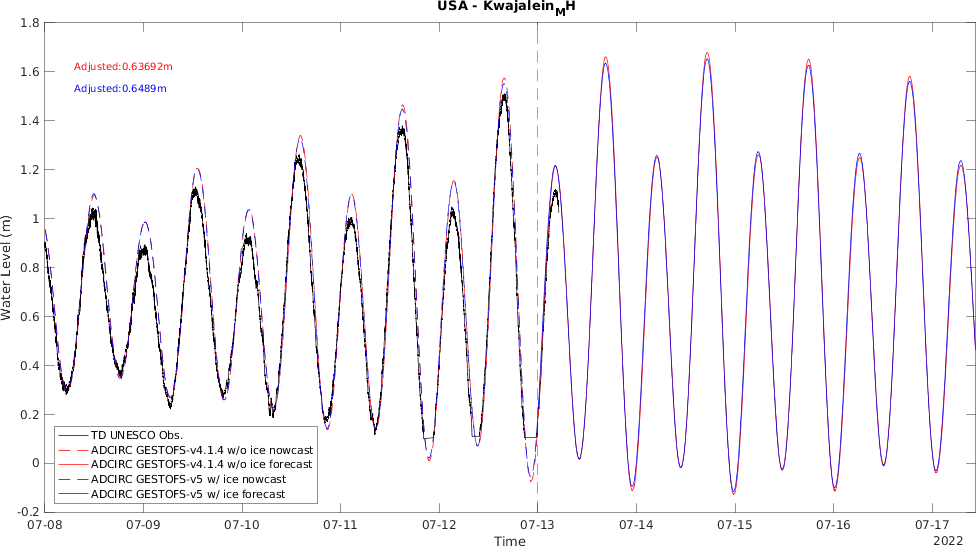 USA - Kwajalein_MH
Adjusted:0.63692m
Adjusted:0.6489m
Water Level (m)
1.8
1.6
1.4
1.2
1
0.8
0.6
0.4
0.2
0
-0.2
TD UNESCO Obs.
ADCIRC GESTOFS-v4.1.4 w/o ice nowcast
ADCIRC GESTOFS-v4.1.4 w/o ice forecast
ADCIRC GESTOFS-v5 w/ ice nowcast
ADCIRC GESTOFS-v5 w/ ice forecast
07-08 07-09 07-10 07-11 07-12 07-13 07-14 07-15 07-16 07-17
Time
2022